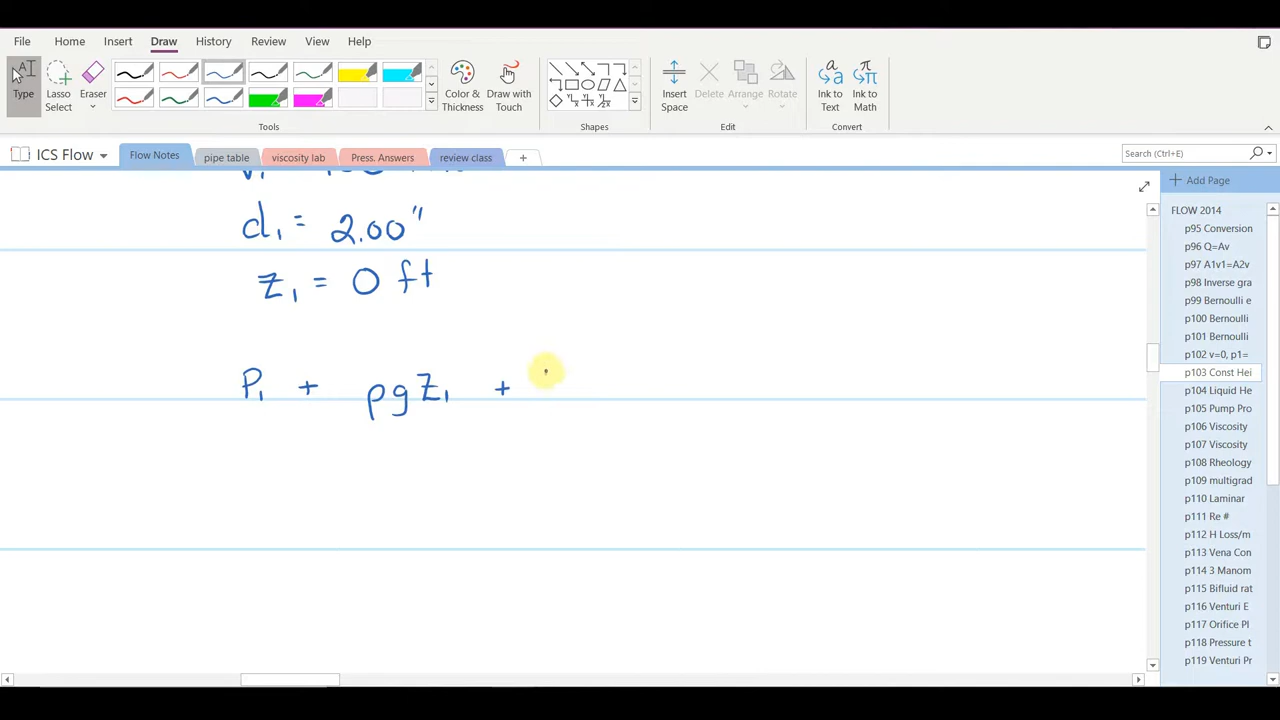 File Home Insert Draw History Review View Help
Type
Lasso Select
Eraser
Color & Thickness
Draw with Touch
Insert Space
Delete
Arrange
Rotate
Ink to Text
Ink to Math
Tools
Shapes
Edit
Convert
ICS Flow
Flow Notes
pipe table
viscosity lab
Press. Answers
review class
Search (Ctrl+E)
Add Page
FLOW 2014
p95 Conversion
p96 Q=Av
p97 A1v1=A2v
p98 Inverse gra
p99 Bernoulli e
p100 Bernoulli
p101 Bernoulli
p102 v=0, p1=
p103 Const Hei
p104 Liquid He
p105 Pump Pro
p106 Viscosity
p107 Viscosity
p108 Rheology
p109 multigrad
p110 Laminar
p111 Re #
p112 H Loss/m
p113 Vena Con
p114 3 Manom
p115 Bifluid rat
p116 Venturi E
p117 Orifice Pl
p118 Pressure t
p119 Venturi Pr
d₁ = 2.00"
z₁ = 0 ft
P₁ + ρgZ₁ +